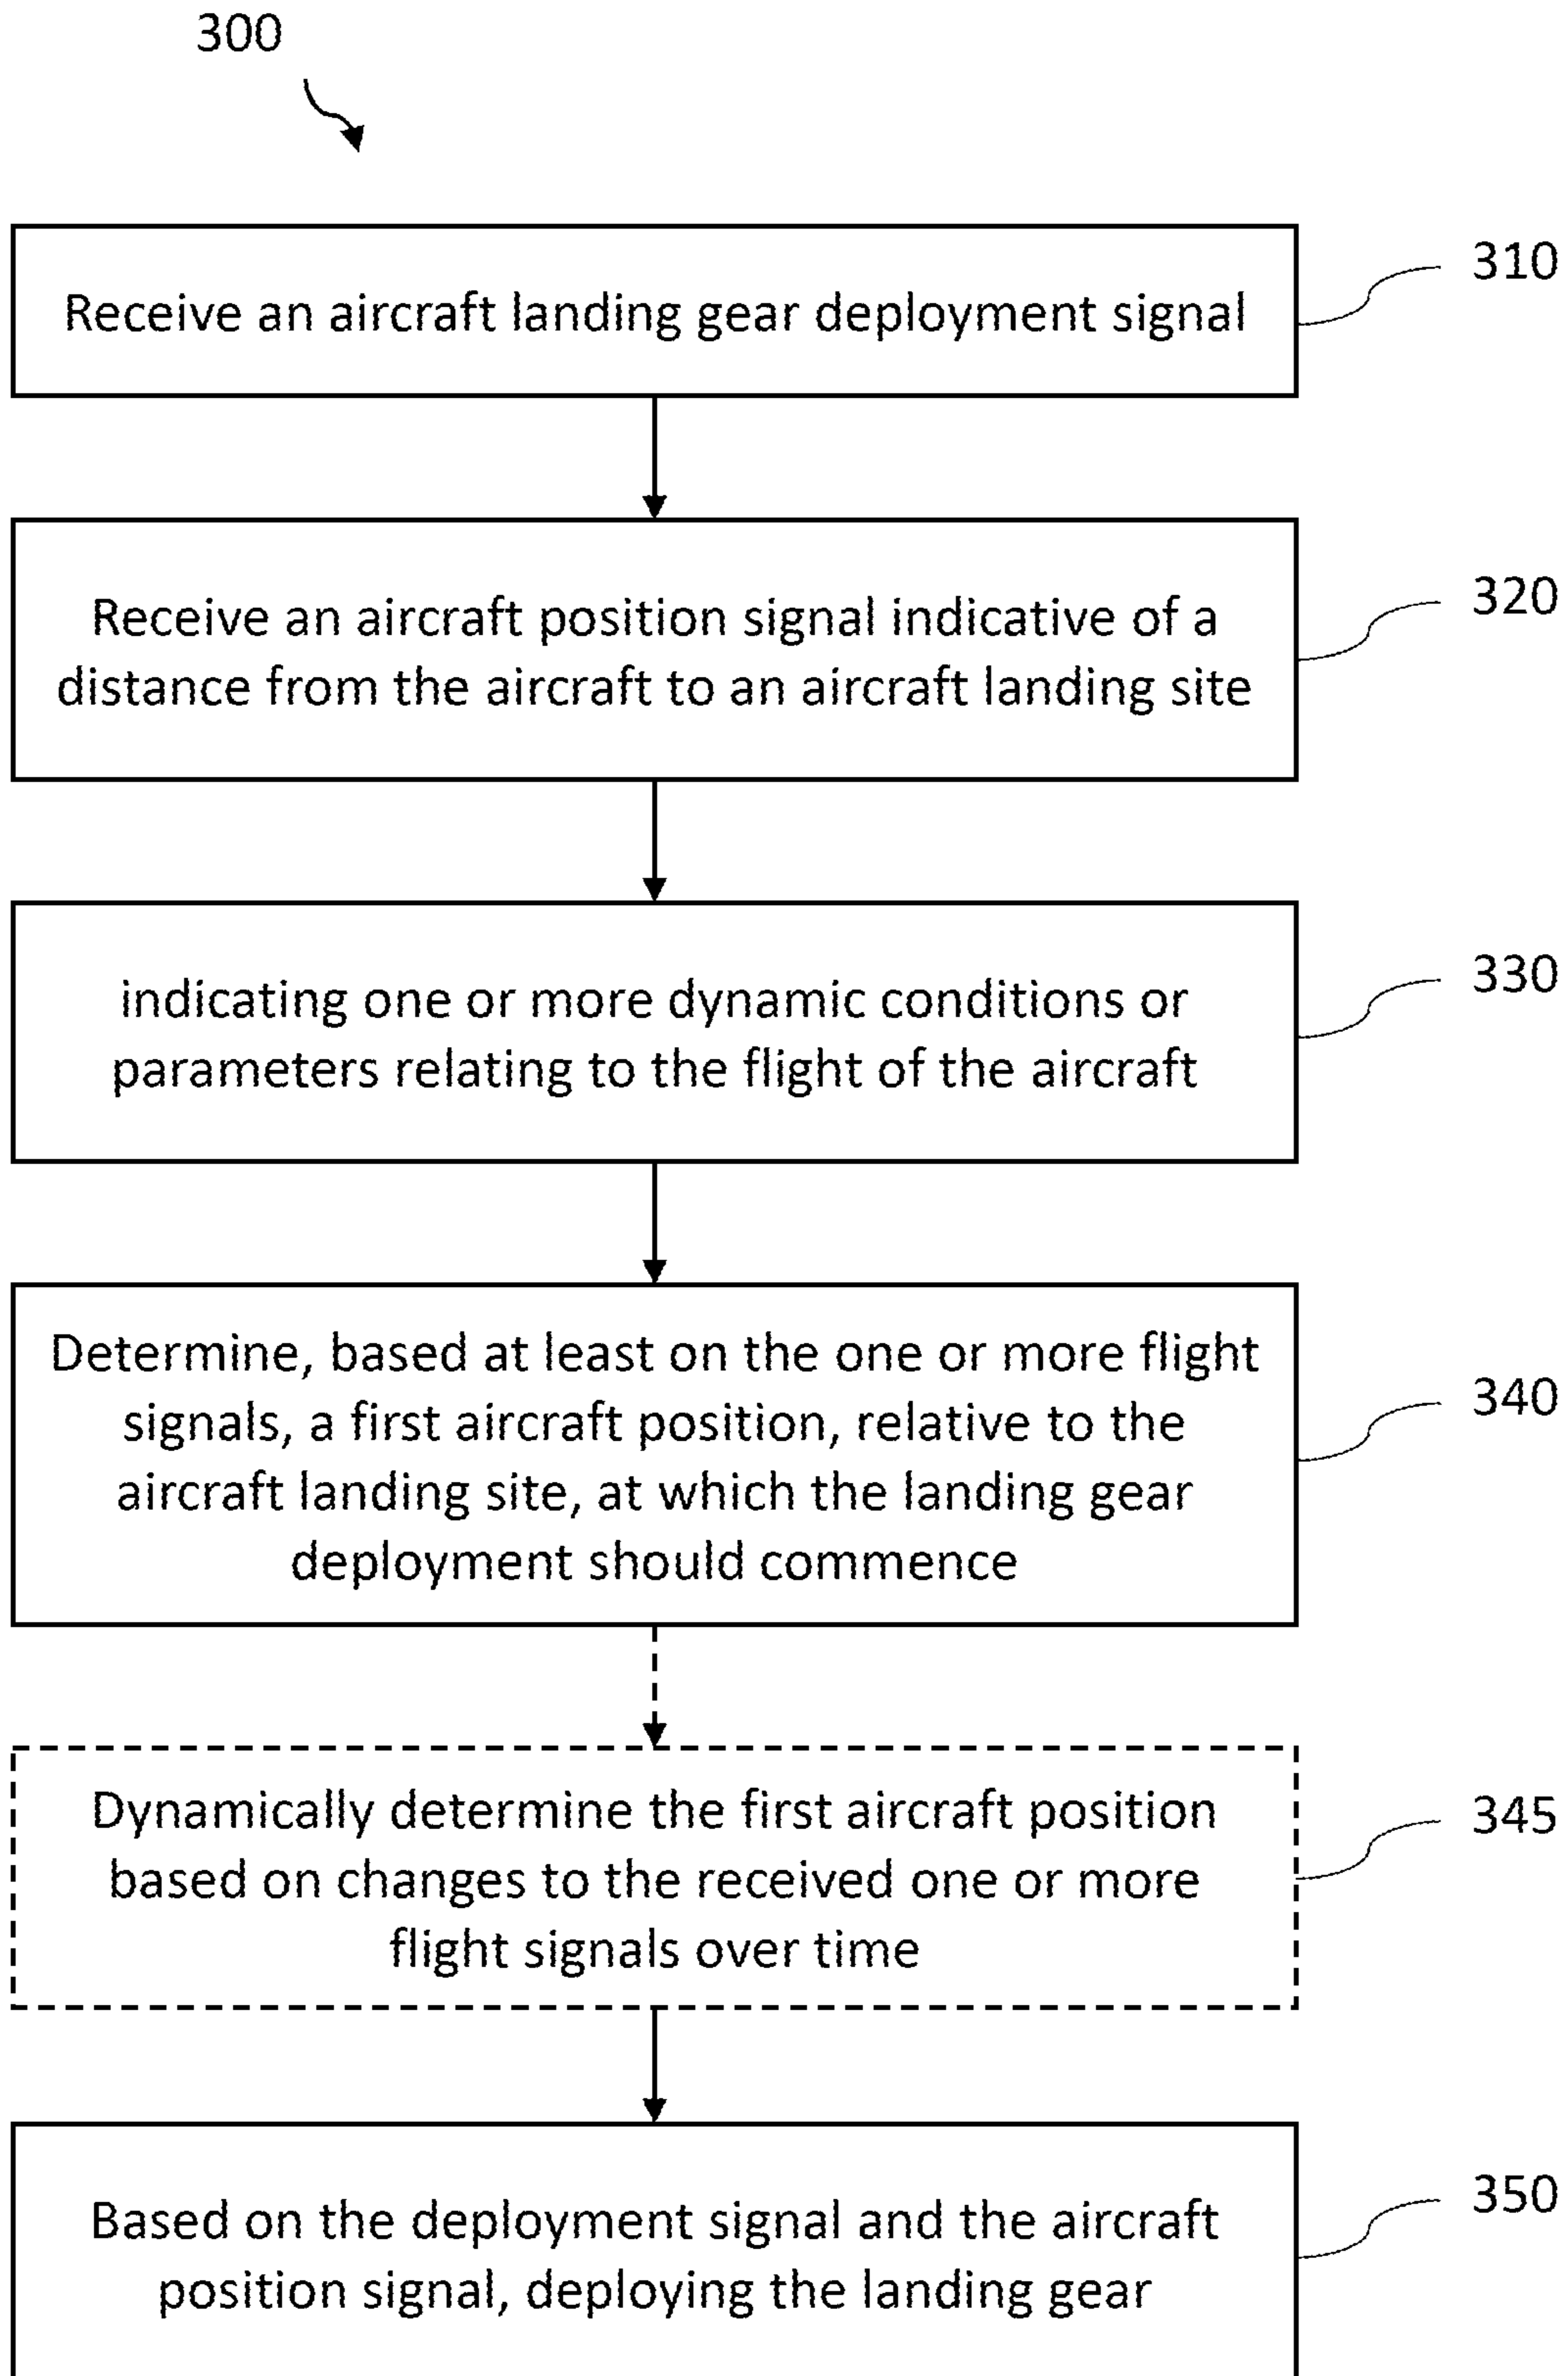 300
Receive an aircraft landing gear deployment signal
310
Receive an aircraft position signal indicative of a
distance from the aircraft to an aircraft landing site
320
indicating one or more dynamic conditions or
parameters relating to the flight of the aircraft
330
Determine, based at least on the one or more flight
signals, a first aircraft position, relative to the
aircraft landing site, at which the landing gear
deployment should commence
340
Dynamically determine the first aircraft position
based on changes to the received one or more
flight signals over time
345
Based on the deployment signal and the aircraft
position signal, deploying the landing gear
350